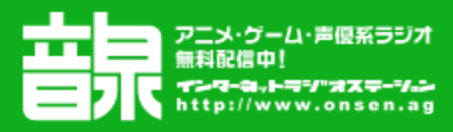 音泉
アニメ・ゲーム・声優系ラジオ
無料配信中!
インターネットラジオステーション
http://www.onsen.ag